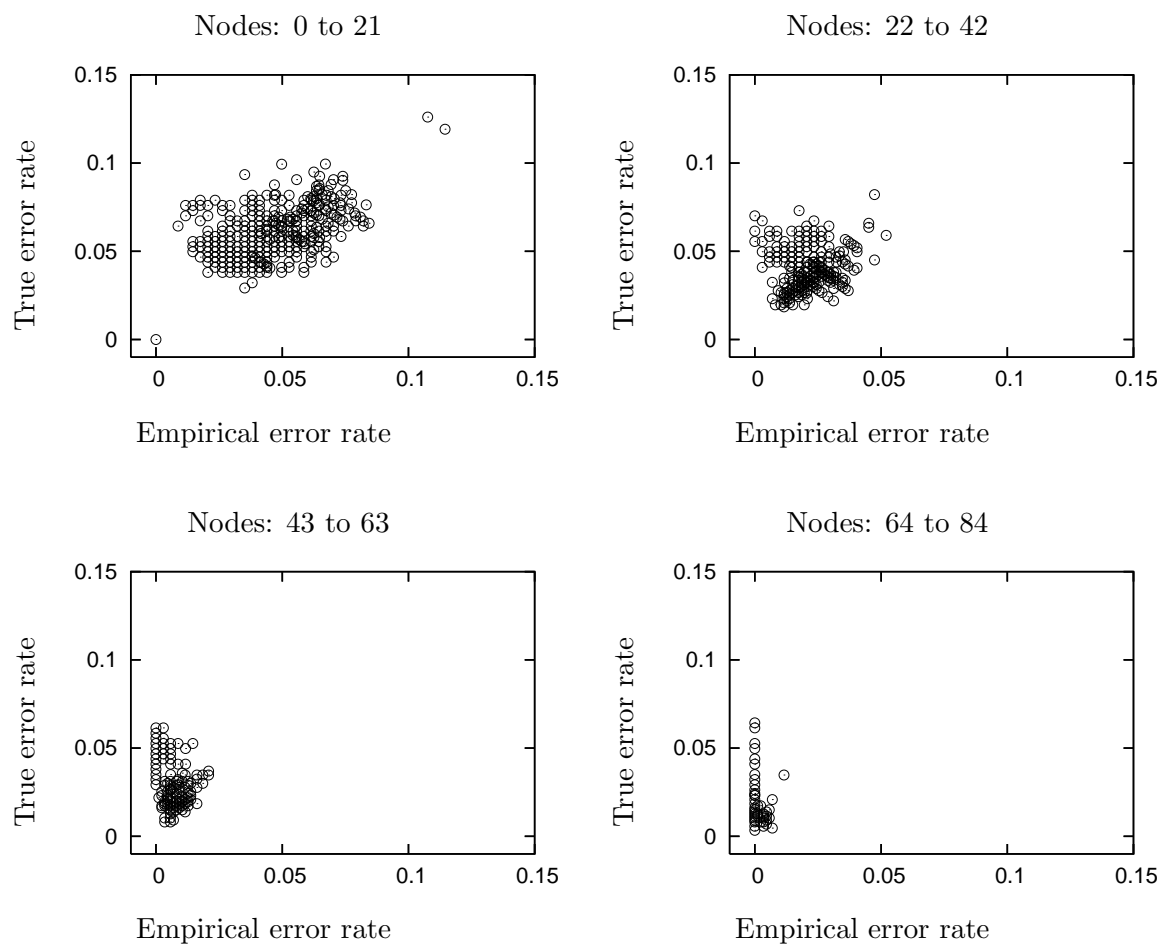 Nodes: 0 to 21
0.15
0.1
0.05
0
True error rate
0 0.05 0.1 0.15
Empirical error rate
Nodes: 22 to 42
0.15
0.1
0.05
0
True error rate
0 0.05 0.1 0.15
Empirical error rate
Nodes: 43 to 63
0.15
0.1
0.05
0
True error rate
0 0.05 0.1 0.15
Empirical error rate
Nodes: 64 to 84
0.15
0.1
0.05
0
True error rate
0 0.05 0.1 0.15
Empirical error rate